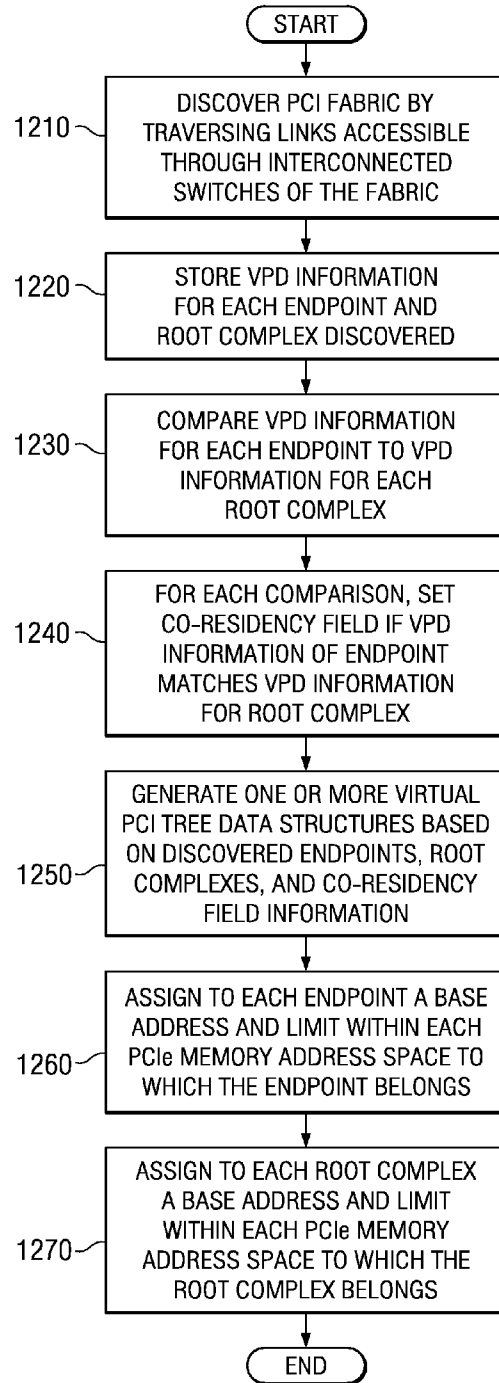 START
1210
DISCOVER PCI FABRIC BY
TRAVERSING LINKS ACCESSIBLE
THROUGH INTERCONNECTED
SWITCHES OF THE FABRIC
1220
STORE VPD INFORMATION
FOR EACH ENDPOINT AND
ROOT COMPLEX DISCOVERED
1230
COMPARE VPD INFORMATION
FOR EACH ENDPOINT TO VPD
INFORMATION FOR EACH
ROOT COMPLEX
1240
FOR EACH COMPARISON, SET
CO-RESIDENCY FIELD IF VPD
INFORMATION OF ENDPOINT
MATCHES VPD INFORMATION
FOR ROOT COMPLEX
1250
GENERATE ONE OR MORE VIRTUAL
PCI TREE DATA STRUCTURES BASED
ON DISCOVERED ENDPOINTS, ROOT
COMPLEXES, AND CO-RESIDENCY
FIELD INFORMATION
1260
ASSIGN TO EACH ENDPOINT A BASE
ADDRESS AND LIMIT WITHIN EACH
PCIe MEMORY ADDRESS SPACE TO
WHICH THE ENDPOINT BELONGS
1270
ASSIGN TO EACH ROOT COMPLEX
A BASE ADDRESS AND LIMIT
WITHIN EACH PCIe MEMORY
ADDRESS SPACE TO WHICH THE
ROOT COMPLEX BELONGS
END